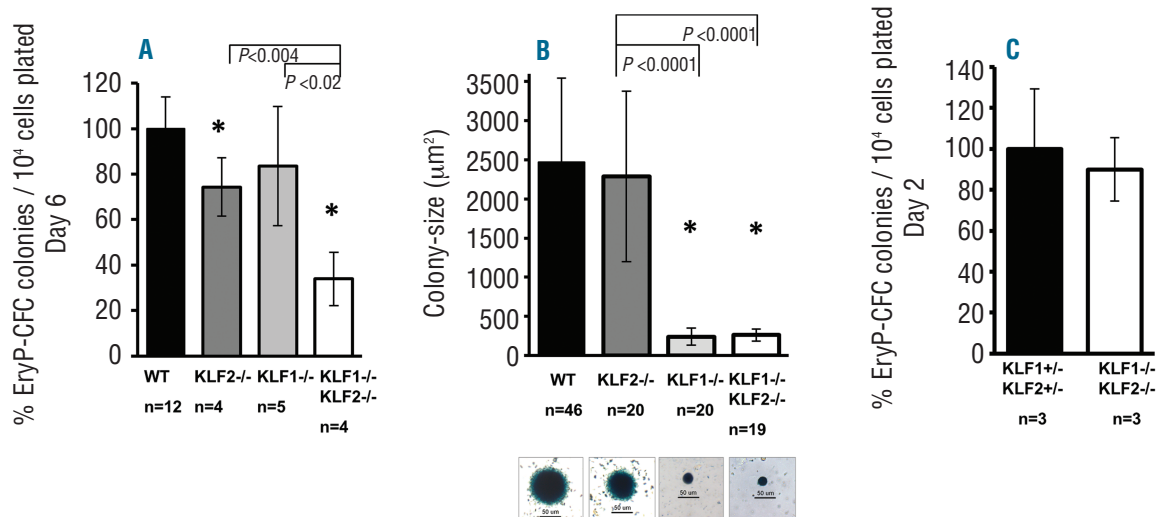 A
P<0.004
P <0.02
*
*
% EryP-CFC colonies / 10⁴ cells plated
Day 6
120
100
80
60
40
20
0
WT
KLF2-/-
KLF1-/-
KLF1-/-
KLF2-/-
n=12
n=4
n=5
n=4
B
P <0.0001
P <0.0001
*
*
Colony-size (µm²)
3500
3000
2500
2000
1500
1000
500
0
WT
KLF2-/-
KLF1-/-
KLF1-/-
KLF2-/-
n=46
n=20
n=20
n=19
50 um
50 um
50 um
50 um
C
% EryP-CFC colonies / 10⁴ cells plated
Day 2
140
120
100
80
60
40
20
0
KLF1+/-
KLF2+/-
KLF1-/-
KLF2-/-
n=3
n=3